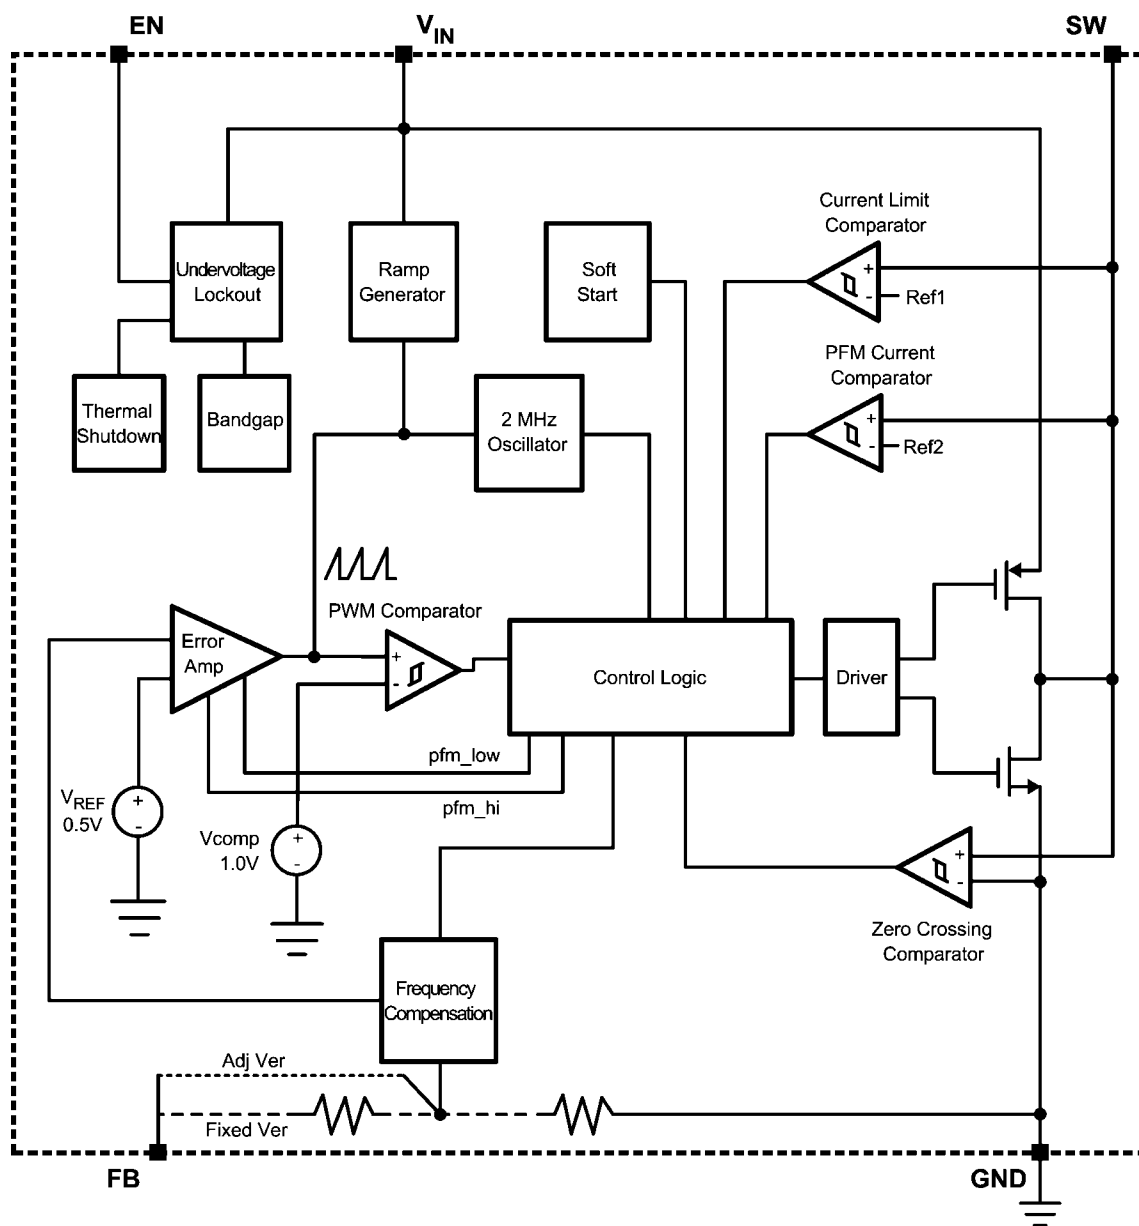 EN
VIN
SW
Current Limit
Comparator
+
-
Ref1
Undervoltage
Lockout
Ramp
Generator
Soft
Start
PFM Current
Comparator
+
-
Ref2
Thermal
Shutdown
Bandgap
2 MHz
Oscillator
PWM Comparator
Error
Amp
+
-
Control Logic
Driver
pfm_low
pfm_hi
VREF
0.5V
+
-
Vcomp
1.0V
+
-
+
-
Zero Crossing
Comparator
Frequency
Compensation
Adj Ver
Fixed Ver
FB
GND